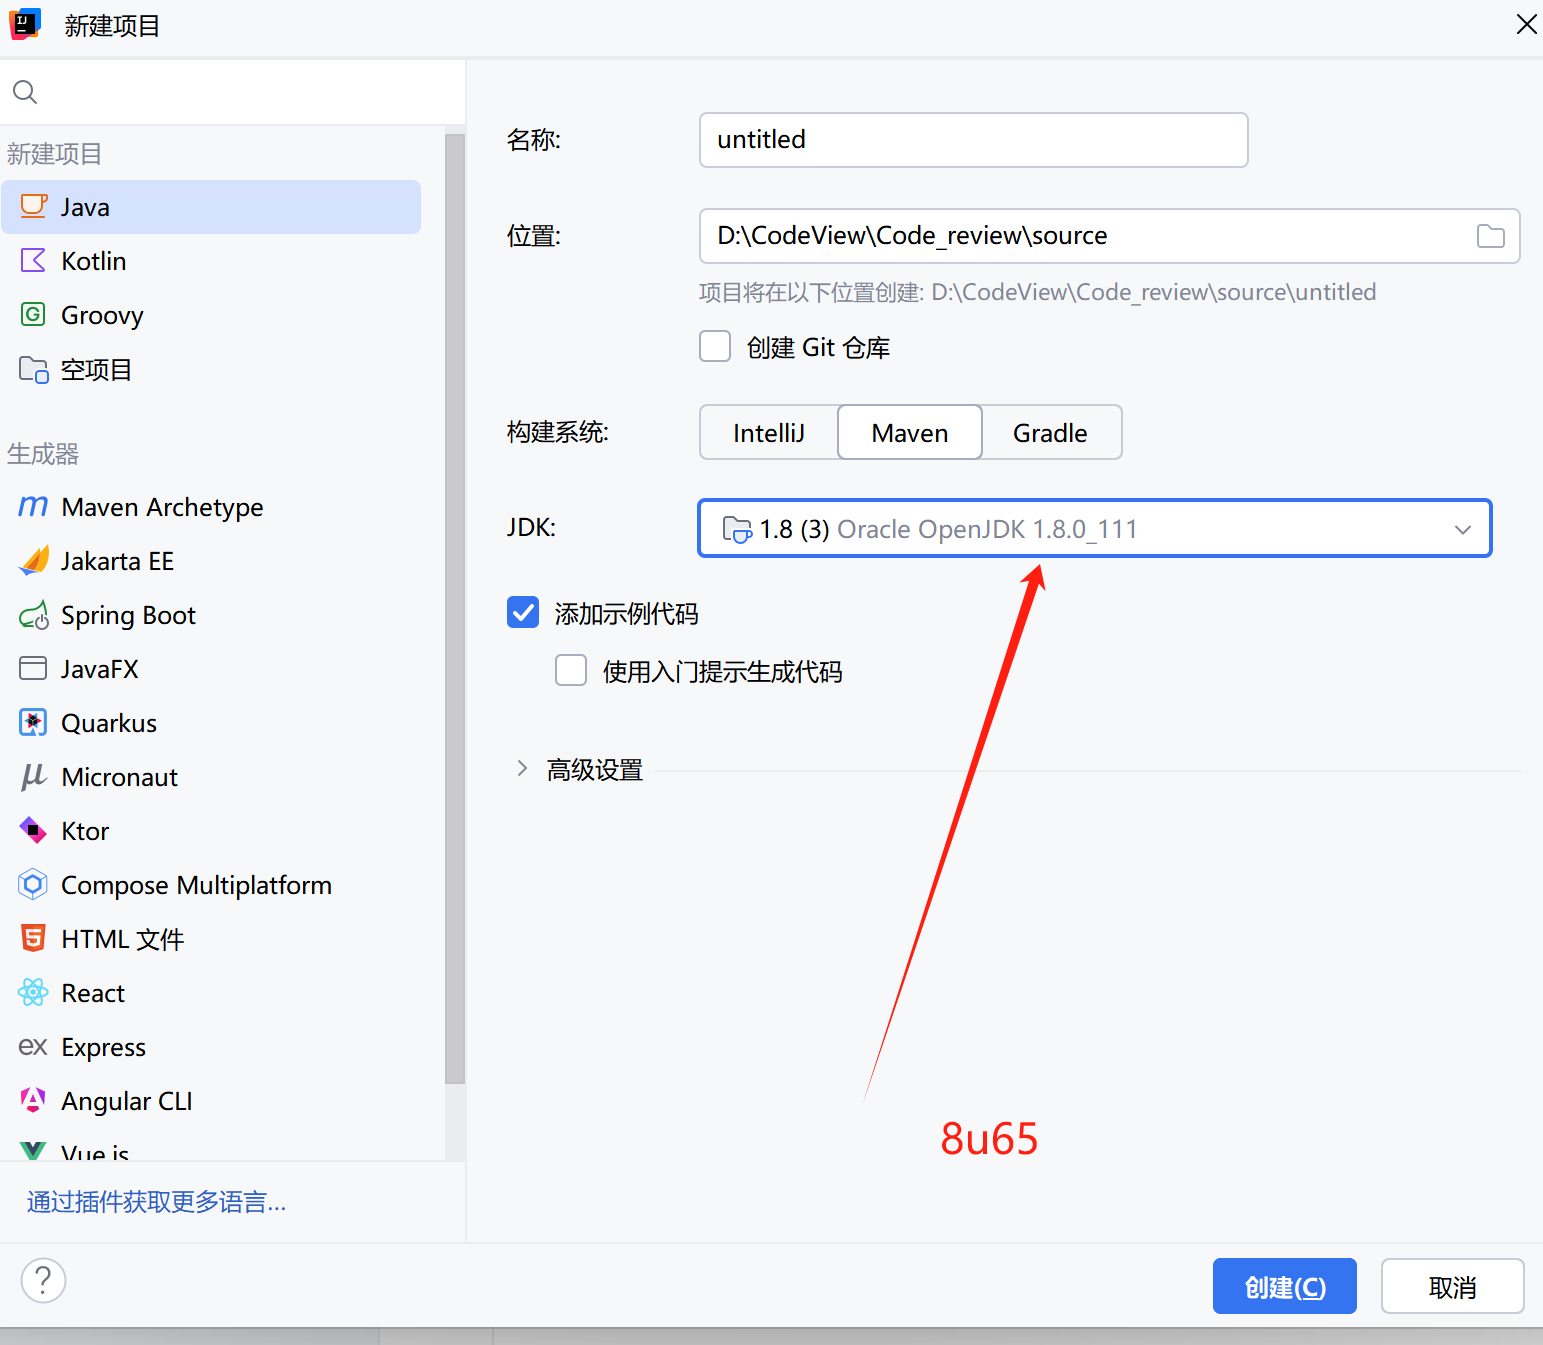 新建项目
新建项目
Java
Kotlin
Groovy
空项目
生成器
Maven Archetype
Jakarta EE
Spring Boot
JavaFX
Quarkus
Micronaut
Ktor
Compose Multiplatform
HTML 文件
React
ex Express
Angular CLI
Vue.js
通过插件获取更多语言...
名称: untitled
位置: D:\CodeView\Code_review\source
项目将在以下位置创建: D:\CodeView\Code_review\source\untitled
创建 Git 仓库
构建系统: IntelliJ Maven Gradle
JDK: 1.8 (3) Oracle OpenJDK 1.8.0_111
添加示例代码
使用入门提示生成代码
高级设置
8u65
?
创建(C) 取消